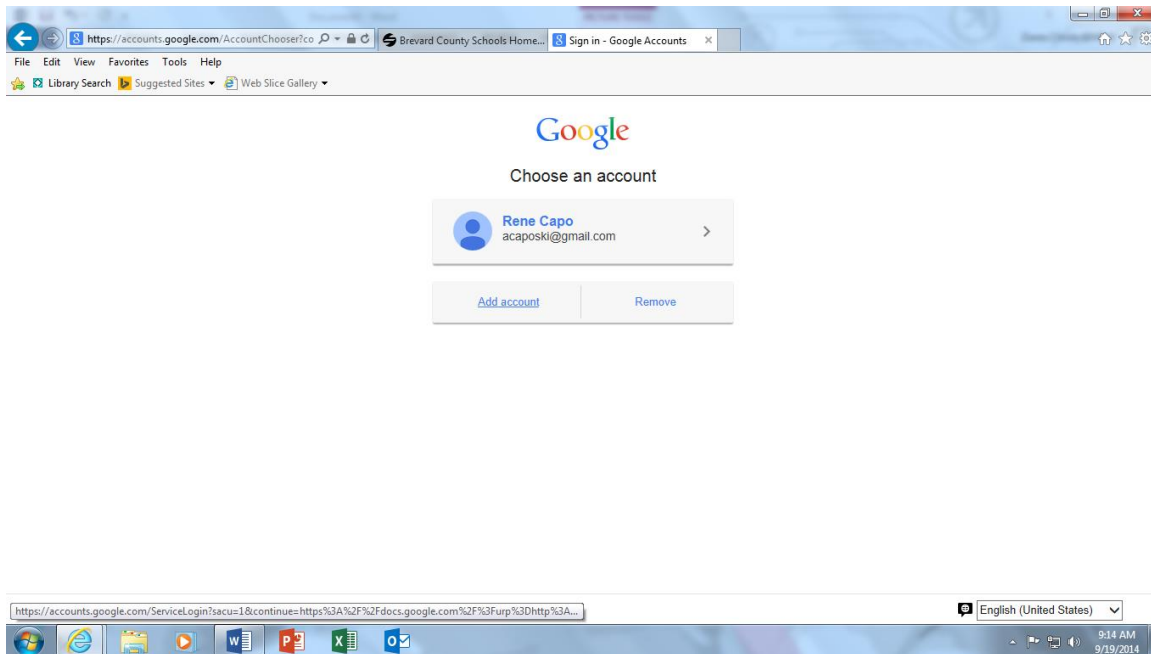 https://accounts.google.com/AccountChooser?co
Brevard County Schools Home...
Sign in - Google Accounts
File Edit View Favorites Tools Help
Library Search Suggested Sites Web Slice Gallery
Google
Choose an account
Rene Capo
acaposki@gmail.com
Add account Remove
https://accounts.google.com/ServiceLogin?sacu=1&continue=https%3A%2F%2Fdocs.google.com%2F%3Furp%3Dhttp%3A...
English (United States)
9:14 AM
9/19/2014